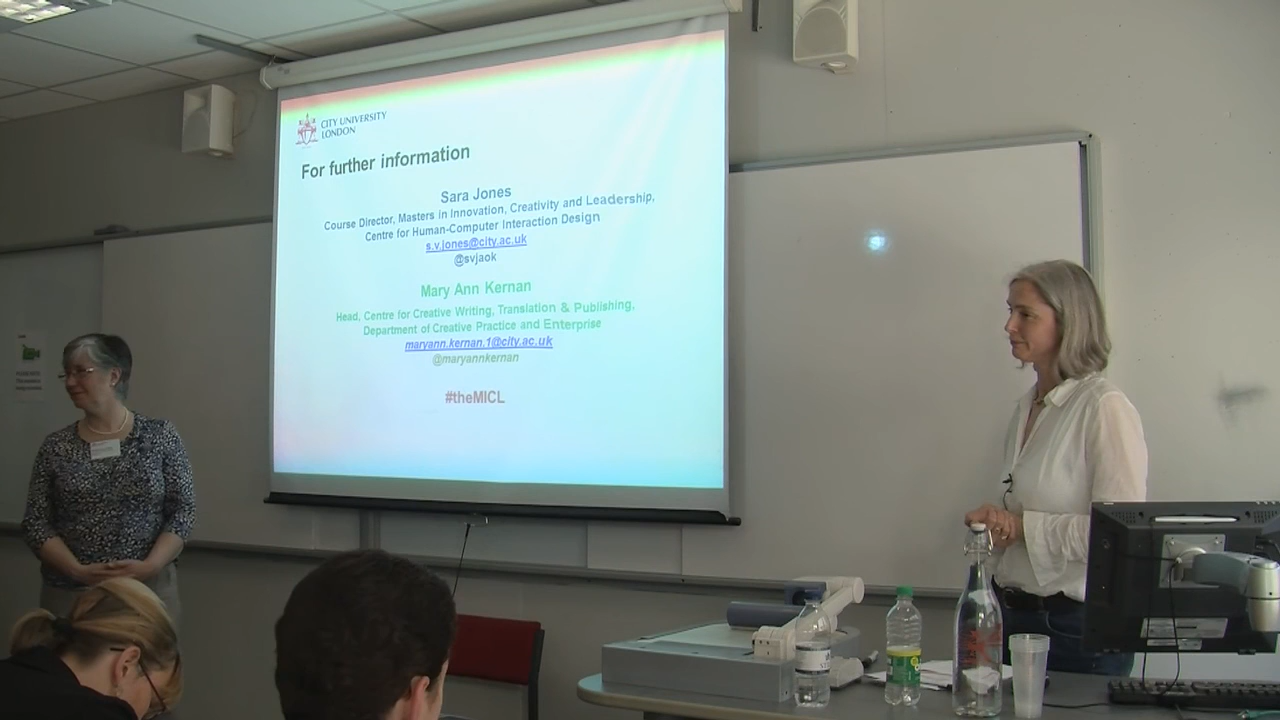 CITY UNIVERSITY
LONDON
For further information
Sara Jones
Course Director, Masters in Innovation, Creativity and Leadership,
Centre for Human-Computer Interaction Design
s.v.jones@city.ac.uk
@svjaok
Mary Ann Kernan
Head, Centre for Creative Writing, Translation & Publishing,
Department of Creative Practice and Enterprise
maryann.kernan.1@city.ac.uk
@maryannkernan
#theMICL